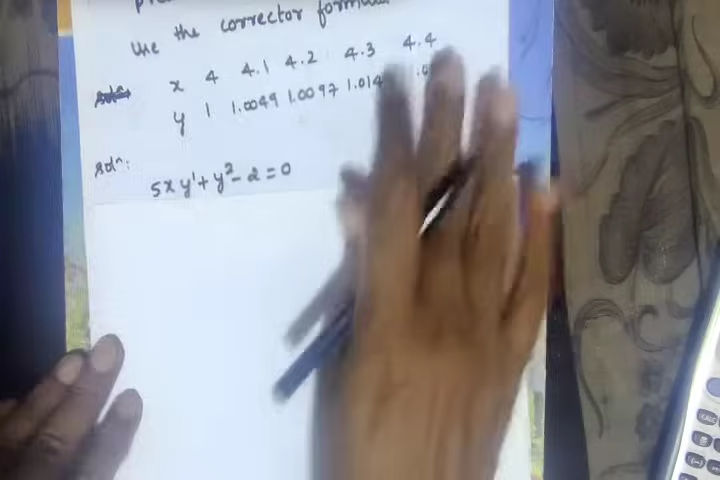 Use the corrector formula
x 4 4.1 4.2 4.3 4.4
y 1 1.0049 1.0097 1.014
soln:
5xy' + y² - 2 = 0